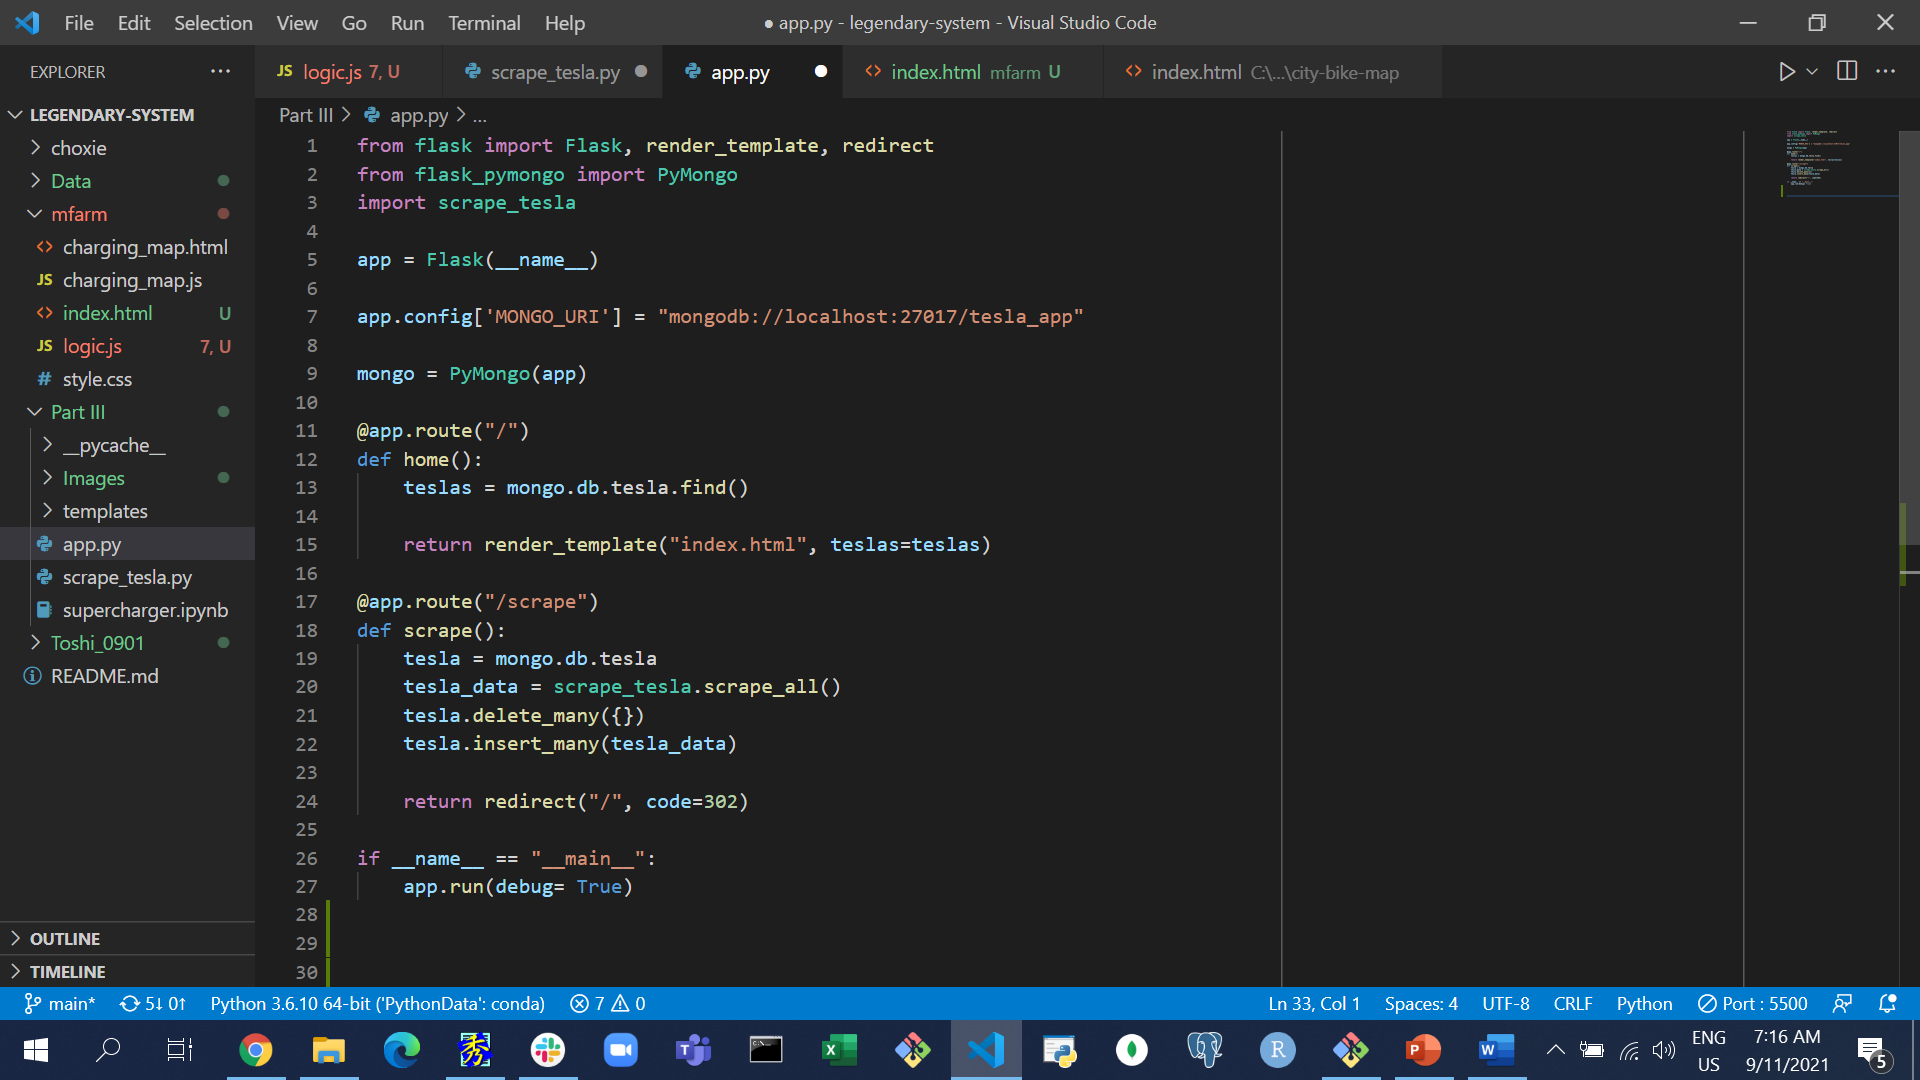 File Edit Selection View Go Run Terminal Help
● app.py - legendary-system - Visual Studio Code
EXPLORER
JS logic.js 7, U
scrape_tesla.py
app.py
<> index.html mfarm U
<> index.html C:\...\city-bike-map
Part III > app.py > ...
LEGENDARY-SYSTEM
choxie
Data
mfarm
<> charging_map.html
JS charging_map.js
<> index.html U
JS logic.js 7, U
# style.css
Part III
__pycache__
Images
templates
app.py
scrape_tesla.py
supercharger.ipynb
Toshi_0901
README.md
OUTLINE
TIMELINE
1 from flask import Flask, render_template, redirect
2 from flask_pymongo import PyMongo
3 import scrape_tesla
4
5 app = Flask(__name__)
6
7 app.config['MONGO_URI'] = "mongodb://localhost:27017/tesla_app"
8
9 mongo = PyMongo(app)
10
11 @app.route("/")
12 def home():
13 teslas = mongo.db.tesla.find()
14
15 return render_template("index.html", teslas=teslas)
16
17 @app.route("/scrape")
18 def scrape():
19 tesla = mongo.db.tesla
20 tesla_data = scrape_tesla.scrape_all()
21 tesla.delete_many({})
22 tesla.insert_many(tesla_data)
23
24 return redirect("/", code=302)
25
26 if __name__ == "__main__":
27 app.run(debug= True)
28
29
30
main* 5↓ 0↑ Python 3.6.10 64-bit ('PythonData': conda) 7 0
Ln 33, Col 1 Spaces: 4 UTF-8 CRLF Python Port : 5500
秀
ENG
US
7:16 AM
9/11/2021
5